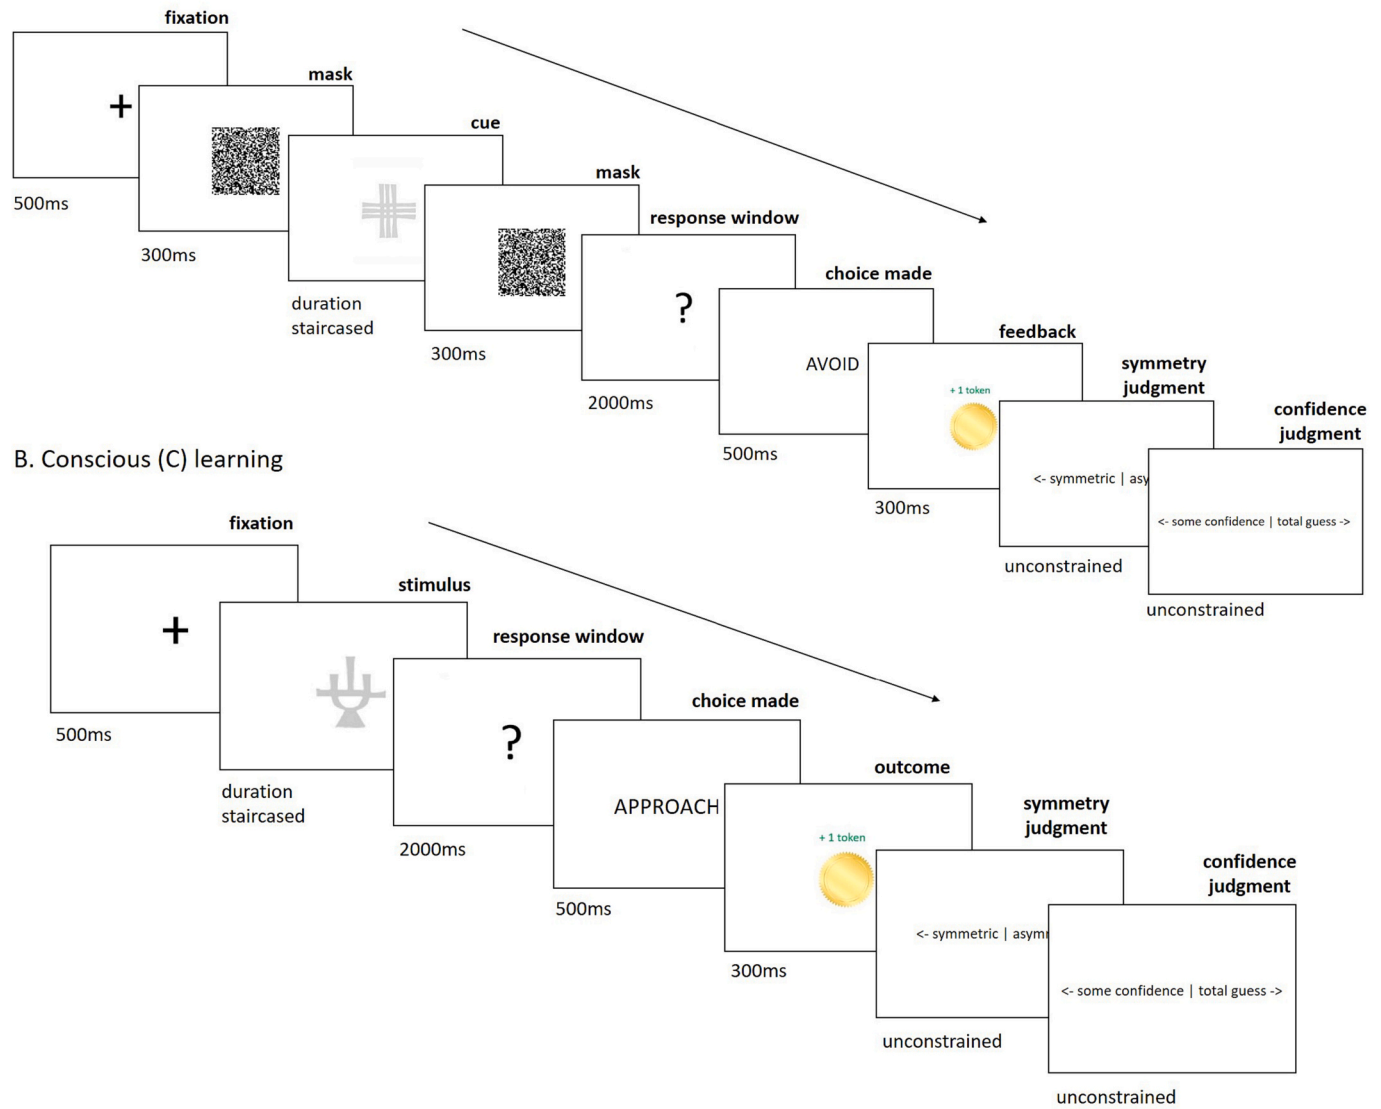 fixation
+
500ms
mask
300ms
cue
duration
staircased
mask
300ms
response window
?
2000ms
choice made
AVOID
500ms
feedback
+ 1 token
300ms
symmetry
judgment
<- symmetric | asy
unconstrained
confidence
judgment
<- some confidence | total guess ->
unconstrained
B. Conscious (C) learning
fixation
+
500ms
stimulus
duration
staircased
response window
?
2000ms
choice made
APPROACH
500ms
outcome
+ 1 token
300ms
symmetry
judgment
<- symmetric | asymr
unconstrained
confidence
judgment
<- some confidence | total guess ->
unconstrained